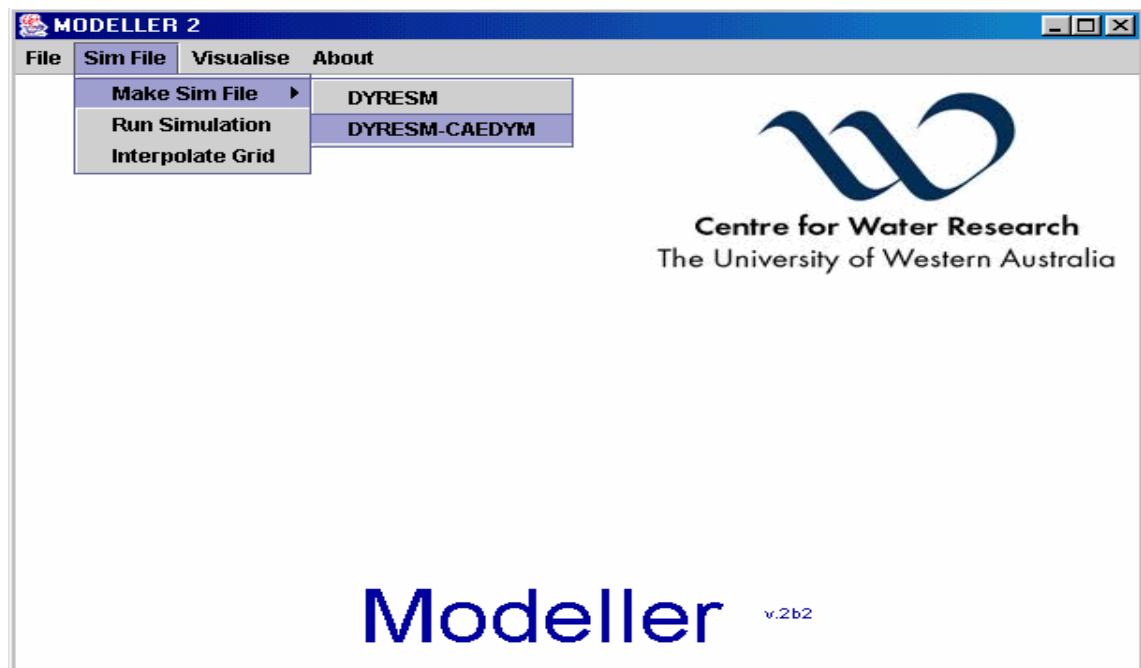 MODELLER 2
File Sim File Visualise About
Make Sim File DYRESM
Run Simulation DYRESM-CAEDYM
Interpolate Grid
Centre for Water Research
The University of Western Australia
Modeller v.2b2